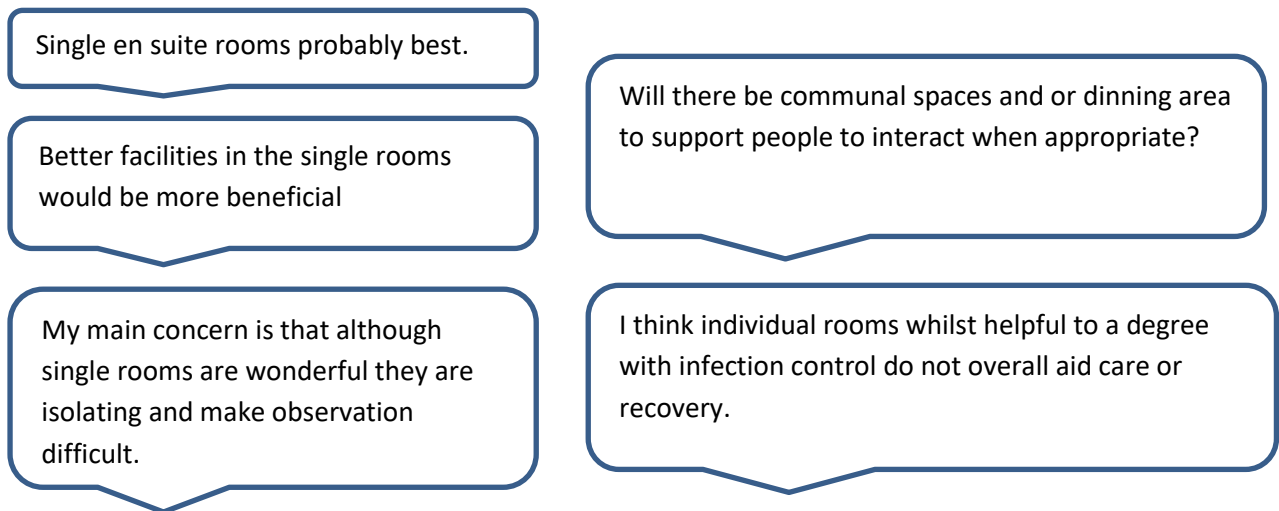 Single en suite rooms probably best.
Better facilities in the single rooms
would be more beneficial
My main concern is that although
single rooms are wonderful they are
isolating and make observation
difficult.
Will there be communal spaces and or dinning area
to support people to interact when appropriate?
I think individual rooms whilst helpful to a degree
with infection control do not overall aid care or
recovery.